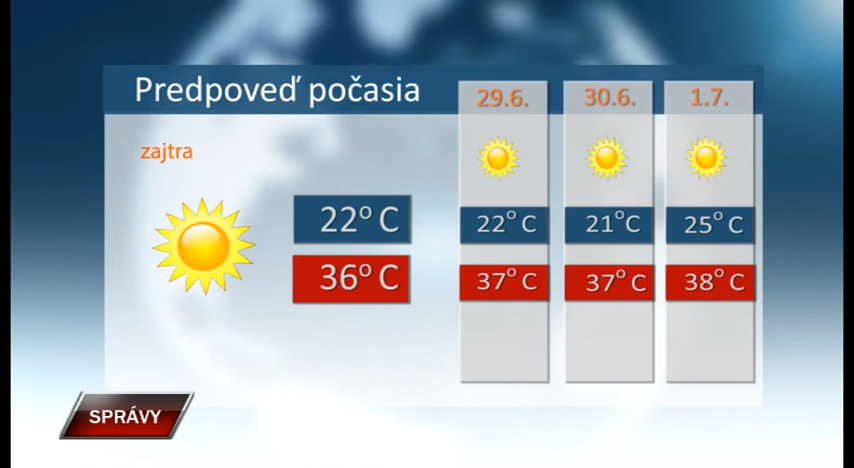 Predpoveď počasia
29.6. 30.6. 1.7.
zajtra
22° C
36° C
22° C 21°C 25° C
37° C 37° C 38° C
SPRÁVY